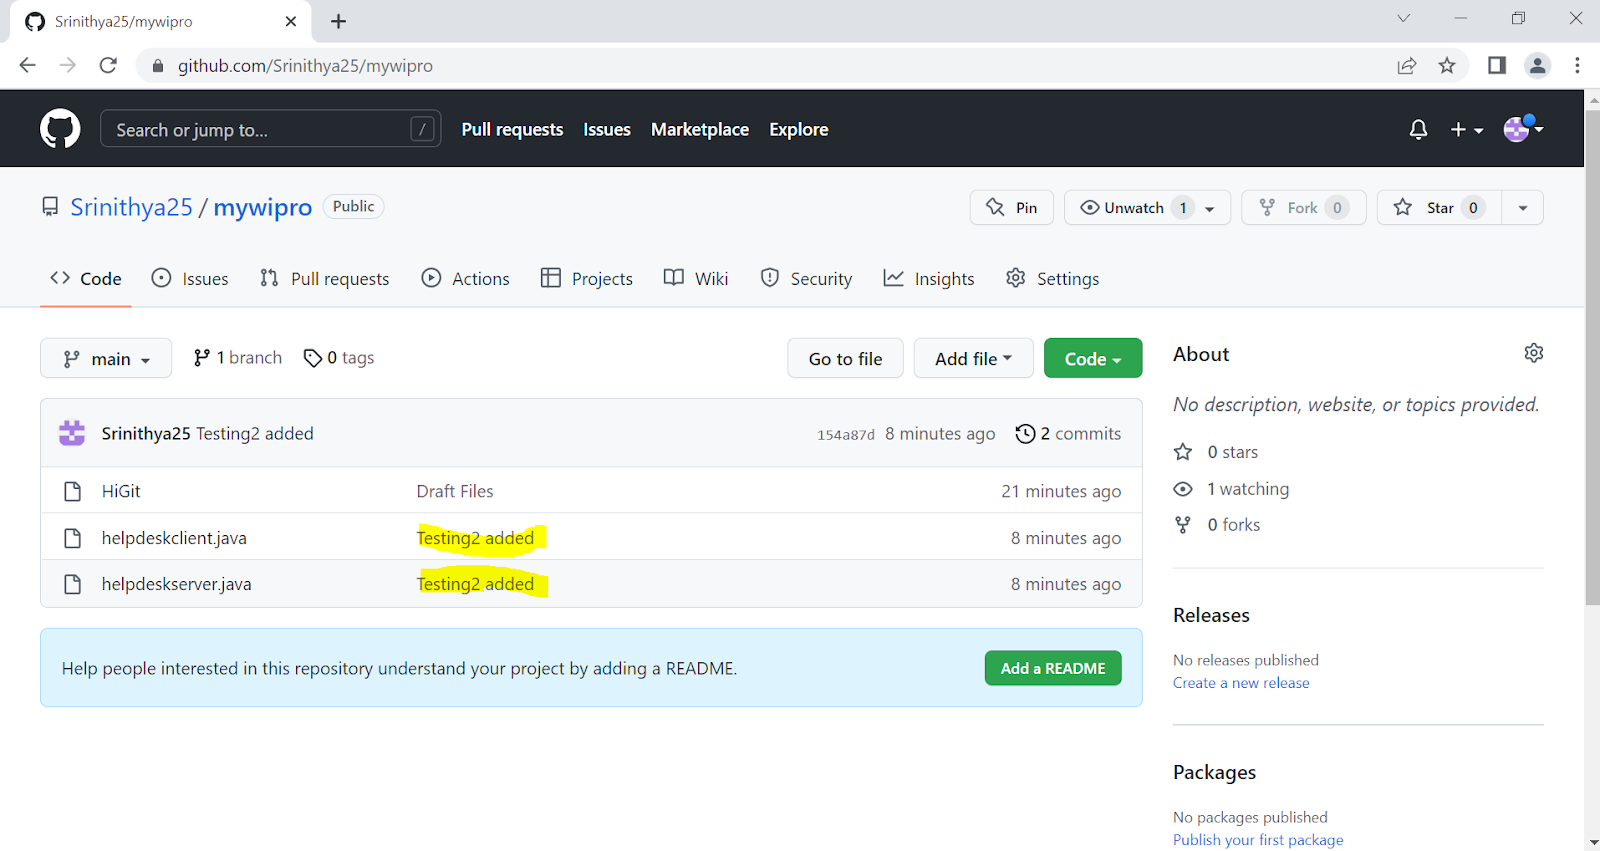 Srinithya25/mywipro
github.com/Srinithya25/mywipro
Search or jump to... / Pull requests Issues Marketplace Explore
Srinithya25 / mywipro Public Pin Unwatch 1 Fork 0 Star 0
Code Issues Pull requests Actions Projects Wiki Security Insights Settings
main 1 branch 0 tags Go to file Add file Code
Srinithya25 Testing2 added 154a87d 8 minutes ago 2 commits
HiGit Draft Files 21 minutes ago
helpdeskclient.java Testing2 added 8 minutes ago
helpdeskserver.java Testing2 added 8 minutes ago
Help people interested in this repository understand your project by adding a README. Add a README
About
No description, website, or topics provided.
0 stars
1 watching
0 forks
Releases
No releases published
Create a new release
Packages
No packages published
Publish your first package